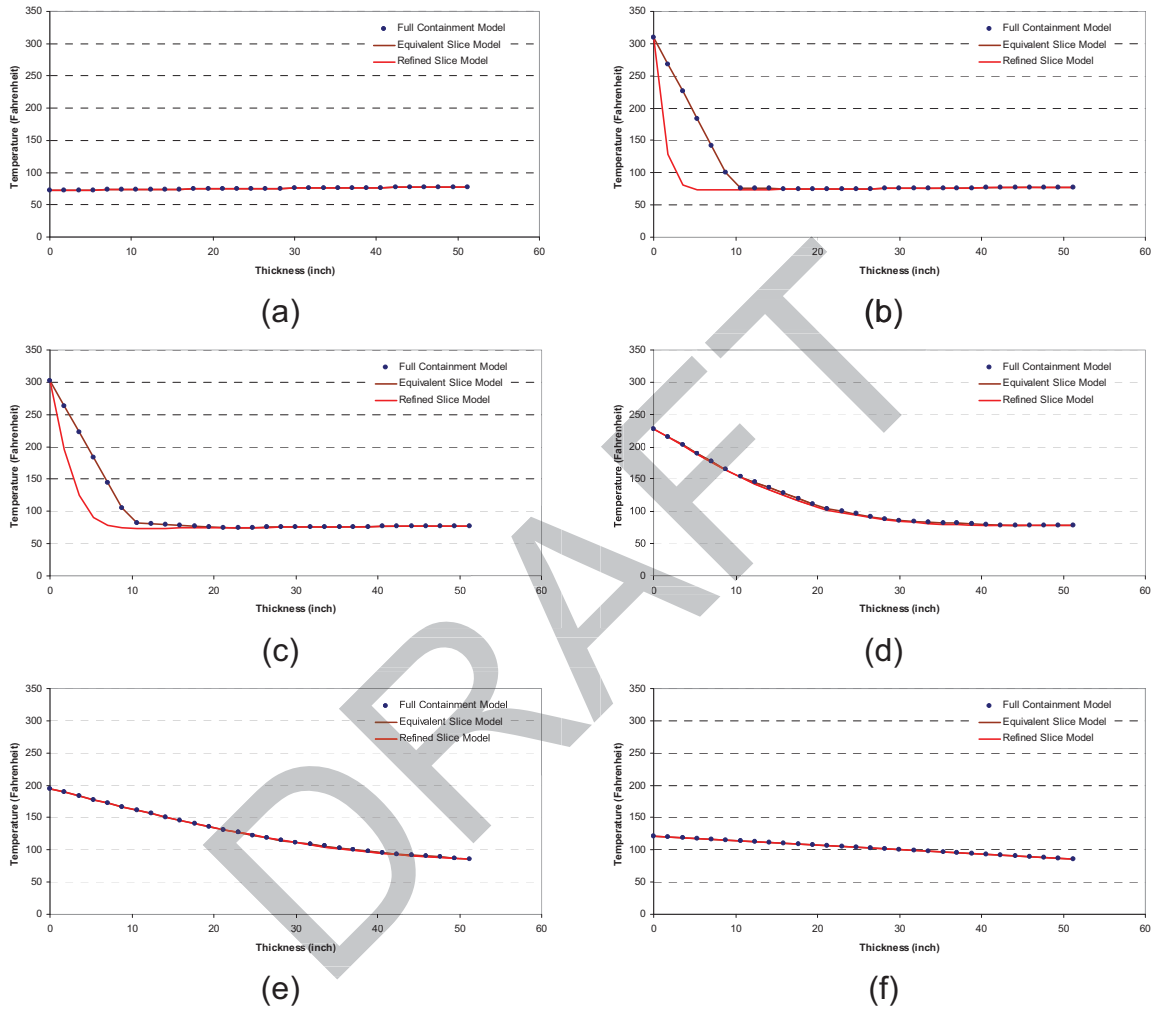 350
300
250
200
150
100
50
0
Temperature (Fahrenheit)
0 10 20 30 40 50 60
Thickness (inch)
Full Containment Model
Equivalent Slice Model
Refined Slice Model
(a)
350
300
250
200
150
100
50
0
Temperature (Fahrenheit)
0 10 20 30 40 50 60
Thickness (inch)
Full Containment Model
Equivalent Slice Model
Refined Slice Model
(b)
350
300
250
200
150
100
50
0
Temperature (Fahrenheit)
0 10 20 30 40 50 60
Thickness (inch)
Full Containment Model
Equivalent Slice Model
Refined Slice Model
(c)
350
300
250
200
150
100
50
0
Temperature (Fahrenheit)
0 10 20 30 40 50 60
Thickness (inch)
Full Containment Model
Equivalent Slice Model
Refined Slice Model
(d)
350
300
250
200
150
100
50
0
Temperature (Fahrenheit)
0 10 20 30 40 50 60
Thickness (inch)
Full Containment Model
Equivalent Slice Model
Refined Slice Model
(e)
350
300
250
200
150
100
50
0
Temperature (Fahrenheit)
0 10 20 30 40 50 60
Thickness (inch)
Full Containment Model
Equivalent Slice Model
Refined Slice Model
(f)
DRAFT